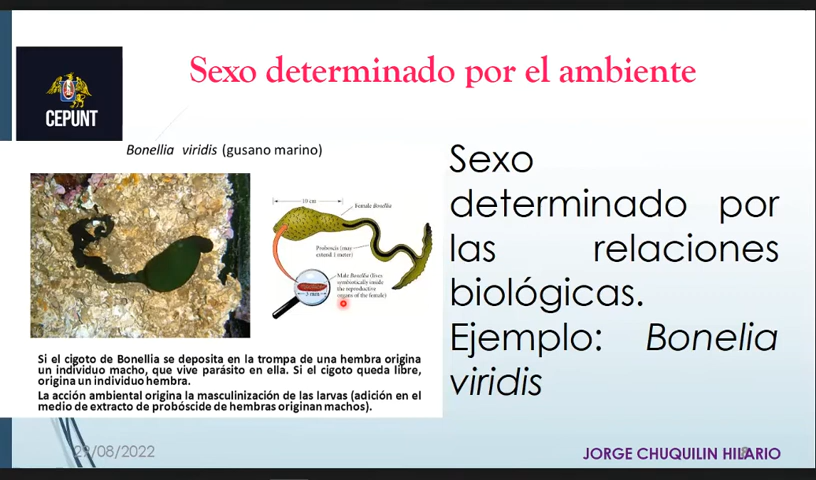 Sexo determinado por el ambiente
CEPUNT
Bonellia viridis (gusano marino)
10 cm
Female Bonellia
Proboscis (may
extend 1 meter)
Male Bonellia (lives
symbiotically inside
the reproductive
organs of the female)
3 mm
Si el cigoto de Bonellia se deposita en la trompa de una hembra origina
un individuo macho, que vive parásito en ella. Si el cigoto queda libre,
origina un individuo hembra.
La acción ambiental origina la masculinización de las larvas (adición en el
medio de extracto de probóscide de hembras originan machos).
Sexo
determinado por
las relaciones
biológicas.
Ejemplo: Bonelia
viridis
22/08/2022
JORGE CHUQUILIN HILARIO
8